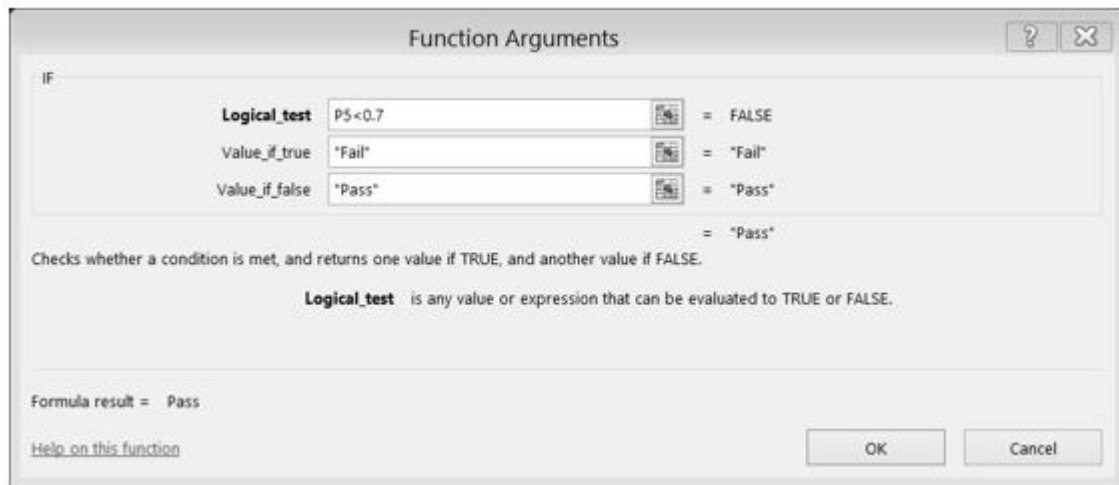 Function Arguments
?
IF
Logical_test P5<0.7 = FALSE
Value_if_true "Fail" = "Fail"
Value_if_false "Pass" = "Pass"
= "Pass"
Checks whether a condition is met, and returns one value if TRUE, and another value if FALSE.
Logical_test is any value or expression that can be evaluated to TRUE or FALSE.
Formula result = Pass
Help on this function
OK Cancel